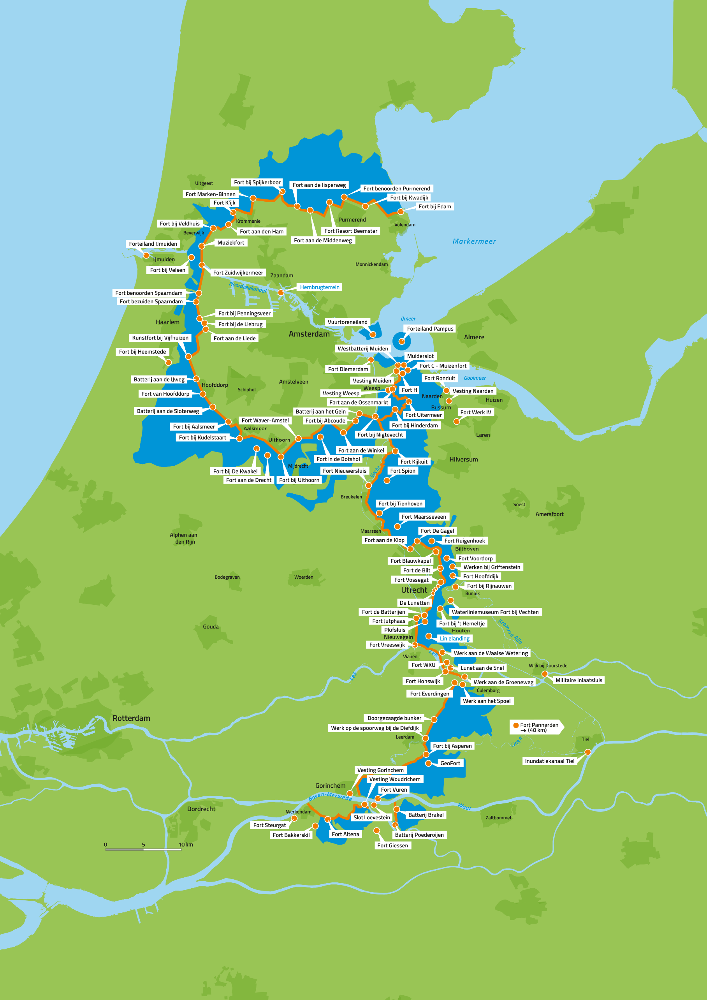 Uitgeest
Fort bij Spijkerboor
Fort aan de Jisperweg
Fort benoorden Purmerend
Fort Marken-Binnen
Fort bij Kwadijk
Fort K'ijk
Fort bij Edam
Krommenie
Purmerend
Fort bij Veldhuis
Volendam
Beverwijk
Fort aan den Ham
Fort Resort Beemster
Fort aan de Middenweg
Markermeer
Muziekfort
Forteiland IJmuiden
IJmuiden
Monnickendam
Fort bij Velsen
Fort Zuidwijkermeer
Zaandam
Noordzeekanaal
Hembrugterrein
Fort benoorden Spaarndam
Fort bezuiden Spaarndam
Fort bij Penningsveer
Haarlem
Fort bij de Liebrug
Vuurtoreneiland
IJmeer
Forteiland Pampus
Amsterdam
Almere
Kunstfort bij Vijfhuizen
Fort aan de Liede
Fort bij Heemstede
Westbatterij Muiden
Muiderslot
Fort Diemerdam
Fort C - Muizenfort
Gooimeer
Batterij aan de IJweg
Vesting Muiden
Fort Ronduit
Hoofddorp
Schiphol
Amstelveen
Weesp
Fort H
Vesting Naarden
Fort van Hoofddorp
Vesting Weesp
Naarden
Huizen
Fort aan de Ossenmarkt
Bussum
Batterij aan de Sloterweg
Batterij aan het Gein
Fort Uitermeer
Fort Werk IV
Fort Waver-Amstel
Fort bij Abcoude
Fort bij Hinderdam
Fort bij Aalsmeer
Aalsmeer
Fort bij Nigtevecht
Laren
Fort bij Kudelstaart
Uithoorn
Fort aan de Winkel
Fort in de Botshol
Fort Kijkuit
Hilversum
Mijdrecht
Fort bij De Kwakel
Fort Nieuwersluis
Vecht
Fort Spion
Fort aan de Drecht
Fort bij Uithoorn
Breukelen
Fort bij Tienhoven
Soest
Amersfoort
Fort Maarsseveen
Maarssen
Fort De Gagel
Alphen aan
den Rijn
Fort aan de Klop
Fort Ruigenhoek
Bilthoven
Fort Blauwkapel
Fort Voordorp
Fort de Bilt
Werken bij Griftenstein
Bodegraven
Woerden
Fort Vossegat
Fort Hoofddijk
Utrecht
Fort bij Rijnauwen
Bunnik
De Lunetten
Fort de Batterijen
Waterliniemuseum Fort bij Vechten
Fort Jutphaas
Fort bij 't Hemeltje
Gouda
Plofsluis
Houten
Kromme Rijn
Nieuwegein
Linielanding
Fort Vreeswijk
Lek
Werk aan de Waalse Wetering
Vianen
Fort WKU
Lunet aan de Snel
Wijk bij Duurstede
Lek
Fort Honswijk
Werk aan de Groeneweg
Militaire inlaatsluis
Fort Everdingen
Culemborg
Werk aan het Spoel
Rotterdam
Doorgezaagde bunker
Werk op de spoorweg bij de Diefdijk
Fort Pannerden
➔ (40 km)
Leerdam
Linge
Tiel
Fort bij Asperen
Inundatiekanaal Tiel
GeoFort
Vesting Gorinchem
Vesting Woudrichem
Gorinchem
Fort Vuren
Boven-Merwede
Waal
Dordrecht
Werkendam
Slot Loevestein
Batterij Brakel
Zaltbommel
Fort Steurgat
Fort Bakkerskil
Fort Altena
Batterij Poederoijen
Fort Giessen
0 5 10 km